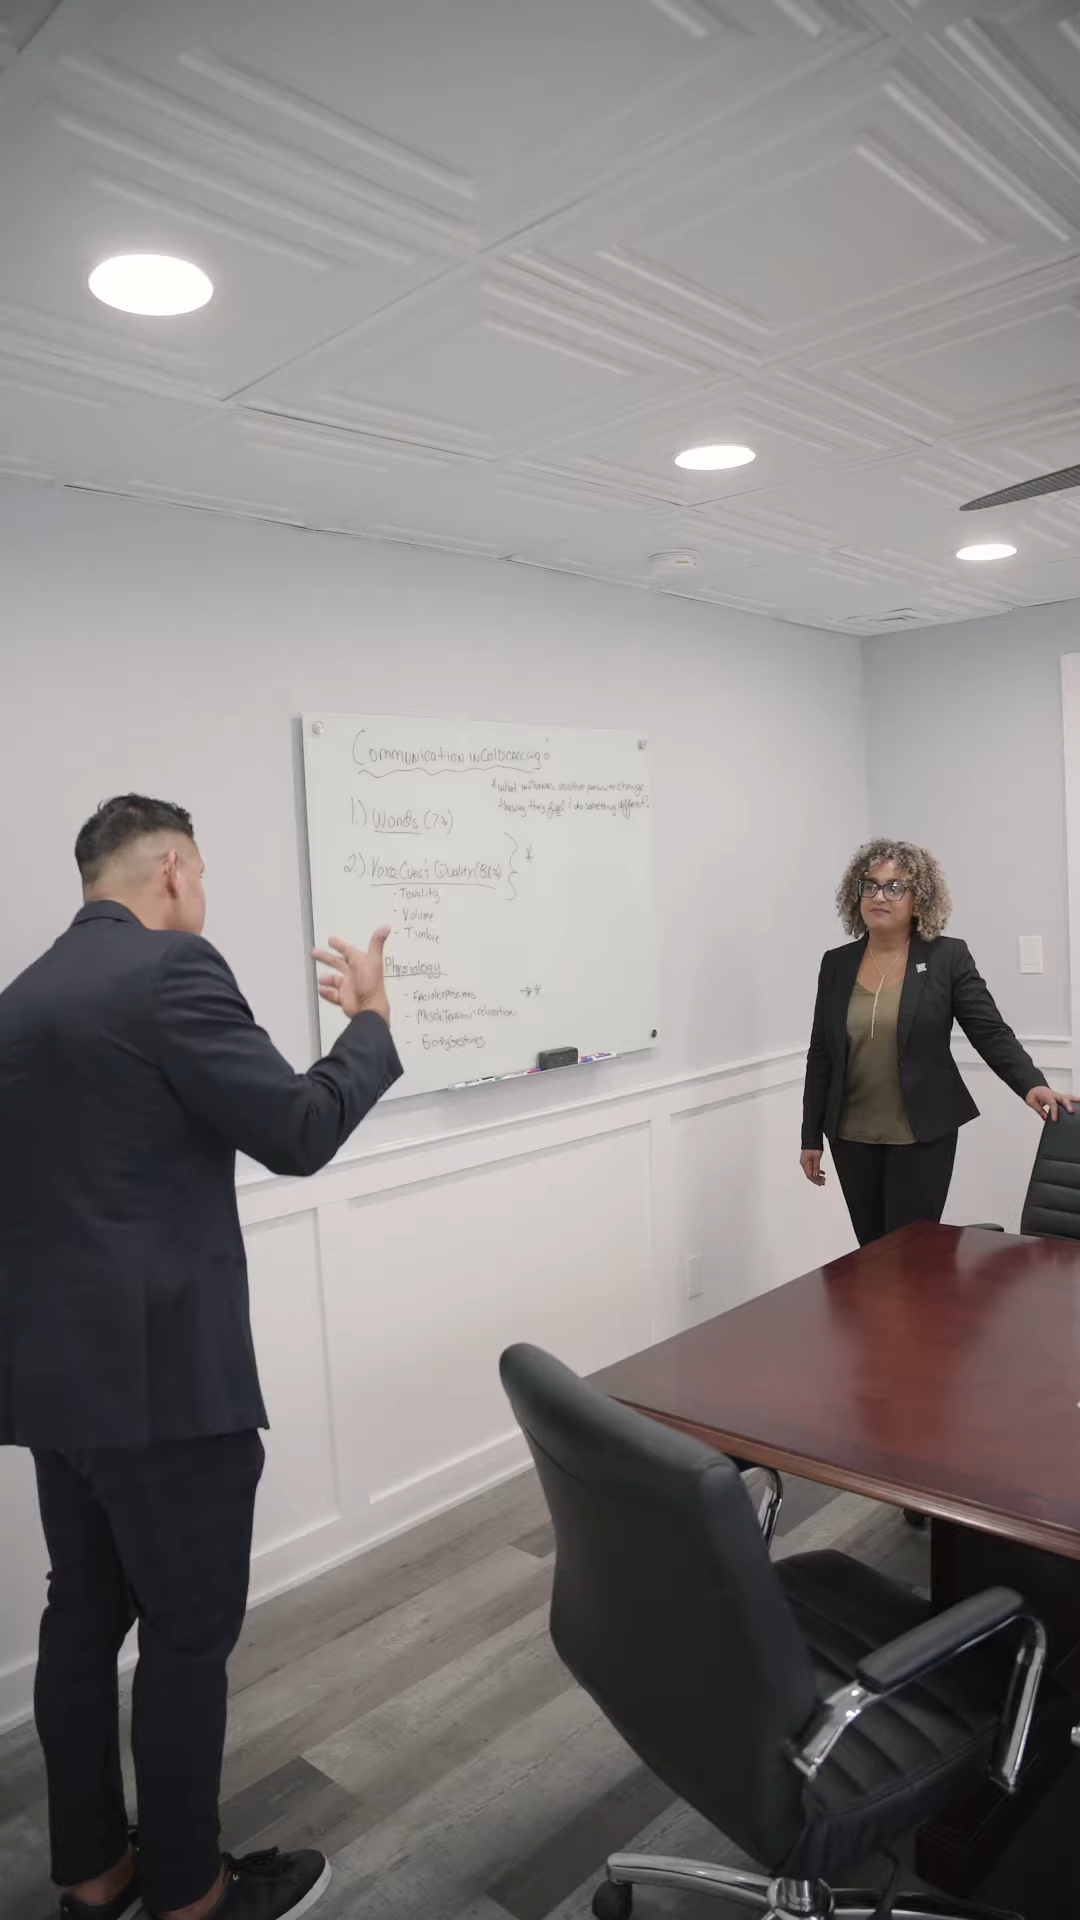 Communication in Coldcalling:
* what influences another person to change
the way they feel & do something different?
1.) Words (7%)
2.) Voice Cues & Quality (38%) *
- Tonality
- Volume
- Timbre
Physiology
- Facial expressions
- Muscle Tension & relaxation
- Body Gestures